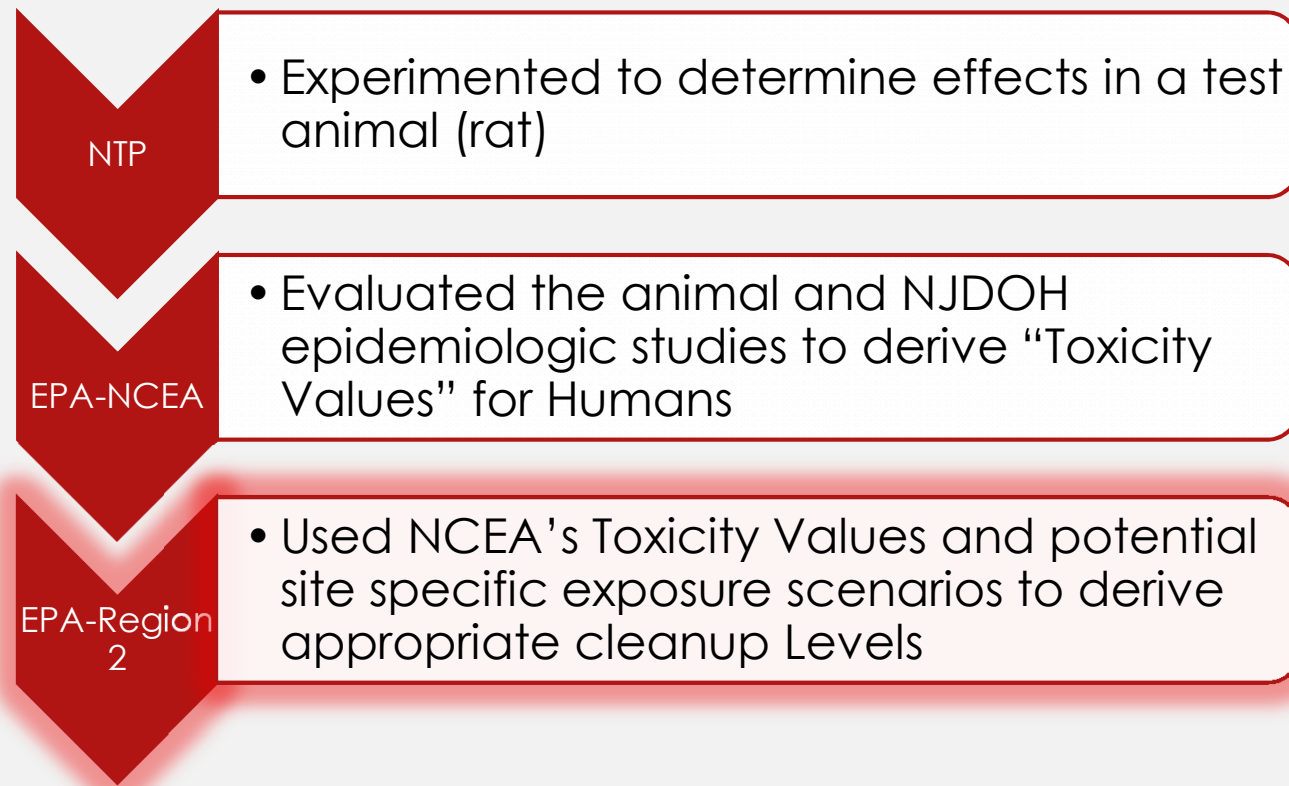 NTP
• Experimented to determine effects in a test
animal (rat)
EPA-NCEA
• Evaluated the animal and NJDOH
epidemiologic studies to derive “Toxicity
Values” for Humans
EPA-Region
2
• Used NCEA’s Toxicity Values and potential
site specific exposure scenarios to derive
appropriate cleanup Levels